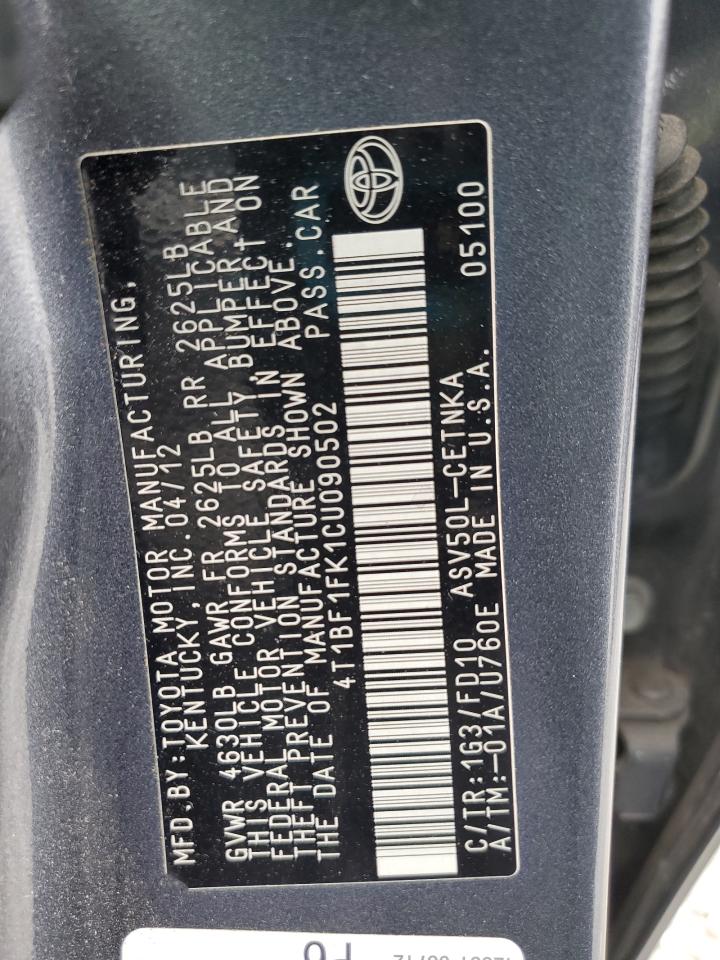 MFD.BY:TOYOTA MOTOR MANUFACTURING,
KENTUCKY,INC.04/12
GVWR 4630LB GAWR FR 2625LB RR 2625LB
THIS VEHICLE CONFORMS TO ALL APPLICABLE
FEDERAL MOTOR VEHICLE SAFETY BUMPER,AND
THEFT PREVENTION STANDARDS IN EFFECT ON
THE DATE OF MANUFACTURE SHOWN ABOVE.
4T1BF1FK1CU090502 PASS.CAR
C/TR:1G3/FD10 ASV50L-CETNKA 05100
A/TM:-01A/U760E MADE IN U.S.A.